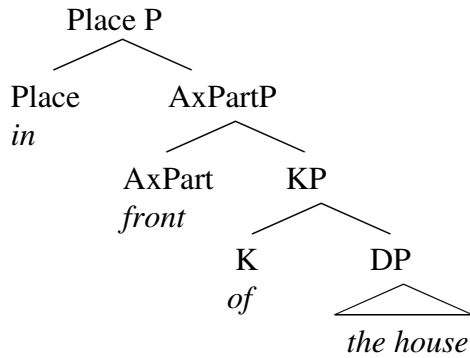 Place P
Place AxPartP
in
AxPart KP
front
K DP
of
the house